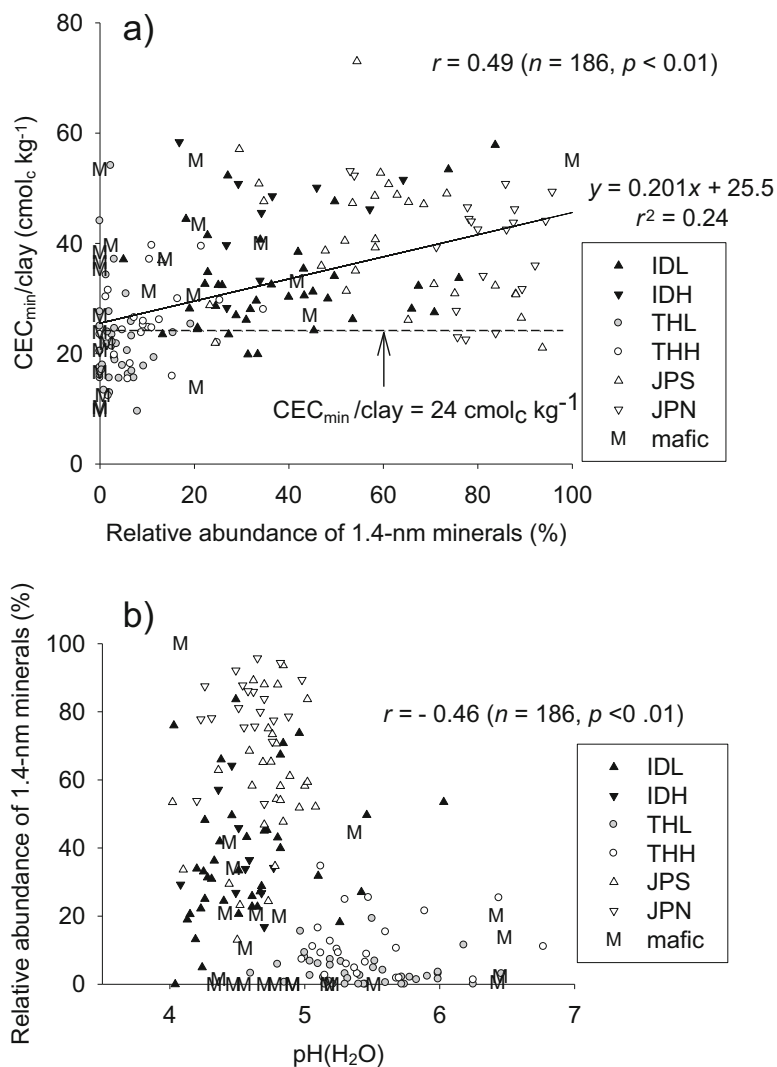 a)
r = 0.49 (n = 186, p < 0.01)
80
60
40
20
0
CECmin/clay (cmolc kg-1)
y = 0.201x + 25.5
r2 = 0.24
▲ IDL
▼ IDH
THL
○ THH
△ JPS
▽ JPN
M mafic
CECmin/clay = 24 cmolC kg-1
0 20 40 60 80 100
Relative abundance of 1.4-nm minerals (%)
b)
r = - 0.46 (n = 186, p <0 .01)
100
80
60
40
20
0
Relative abundance of 1.4-nm minerals (%)
▲ IDL
▼ IDH
THL
○ THH
△ JPS
▽ JPN
M mafic
4 5 6 7
pH(H2O)